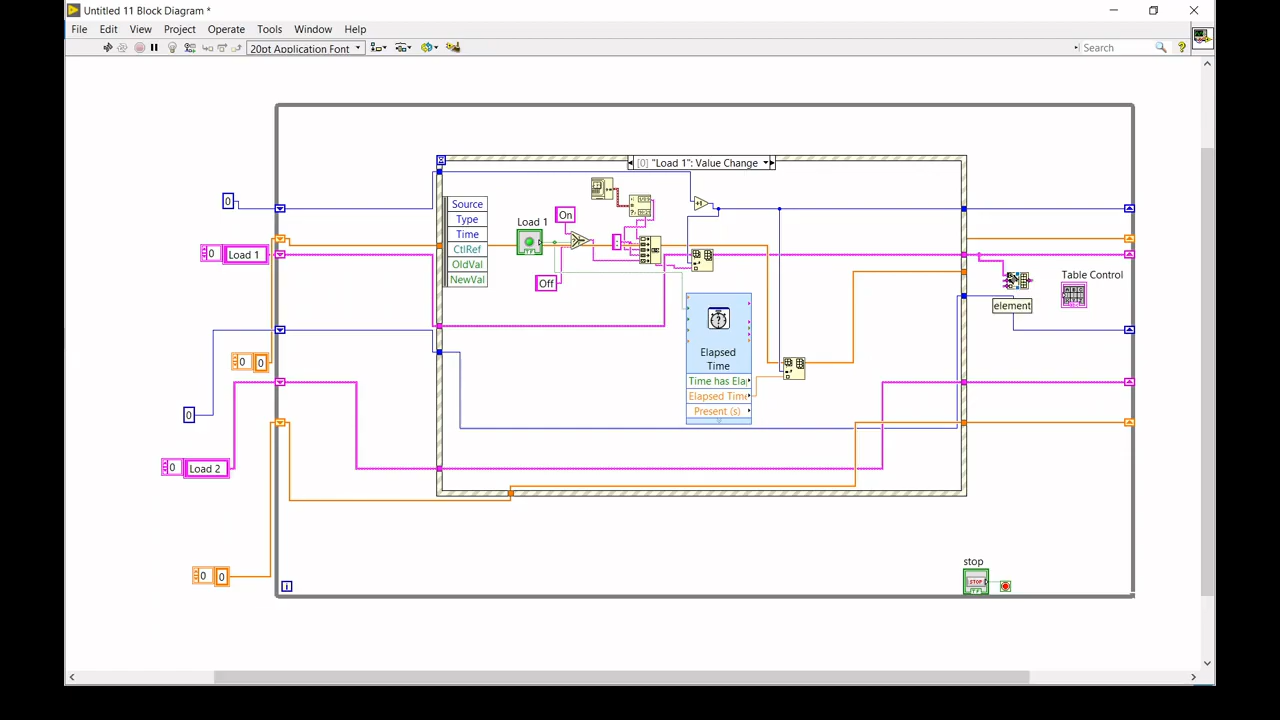 Untitled 11 Block Diagram *
File Edit View Project Operate Tools Window Help
20pt Application Font
Search
[0] "Load 1": Value Change
0
Source
Type
Time
CtlRef
OldVal
NewVal
Load 1
On
Off
0 Load 1
Table Control
element
Elapsed
Time
Time has Ela
Elapsed Time
Present (s)
0 0
0
0 Load 2
stop
STOP
0 0
i